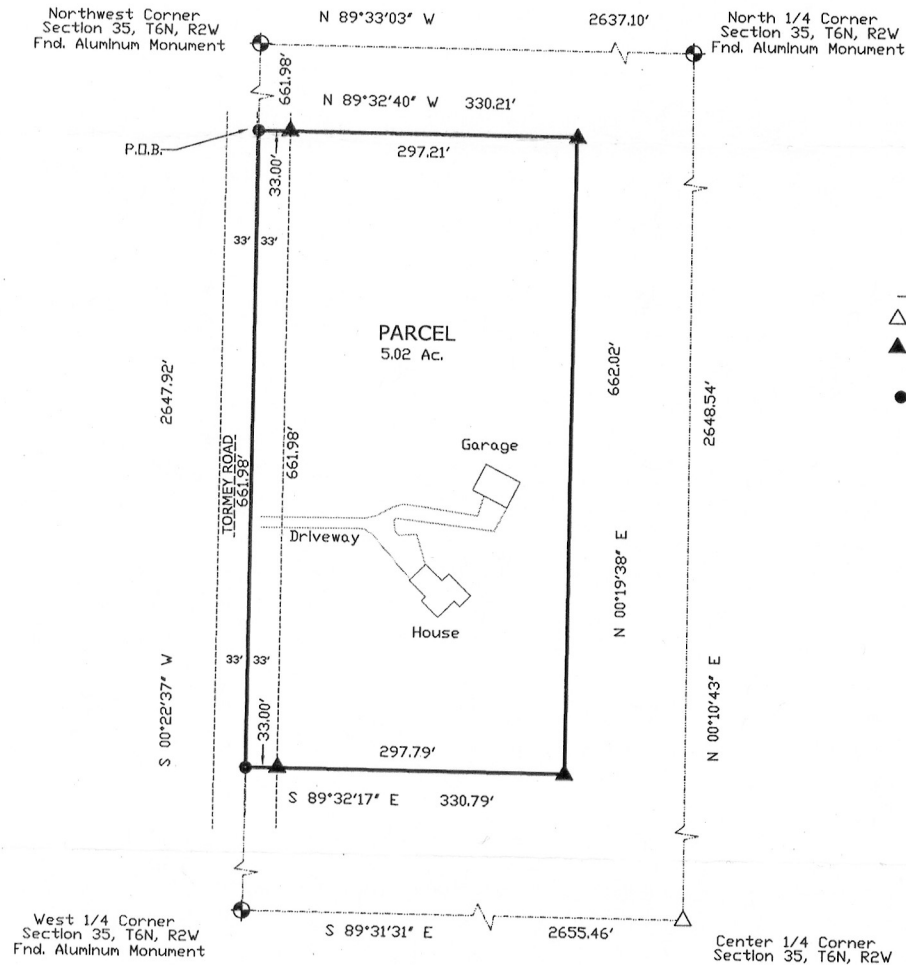 Northwest Corner
Section 35, T6N, R2W
Fnd. Aluminum Monument
N 89°33'03" W 2637.10'
North 1/4 Corner
Section 35, T6N, R2W
Fnd. Aluminum Monument
661.98'
N 89°32'40" W 330.21'
P.O.B.
297.21'
33.00'
33' 33'
PARCEL
5.02 Ac.
2647.92'
662.02'
2648.54'
TORMEY ROAD
661.98'
661.98'
Garage
Driveway
House
N 00°19'38" E
S 00°22'37" W
33' 33'
N 00°10'43" E
33.00'
297.79'
S 89°32'17" E 330.79'
West 1/4 Corner
Section 35, T6N, R2W
Fnd. Aluminum Monument
S 89°31'31" E 2655.46'
Center 1/4 Corner
Section 35, T6N, R2W